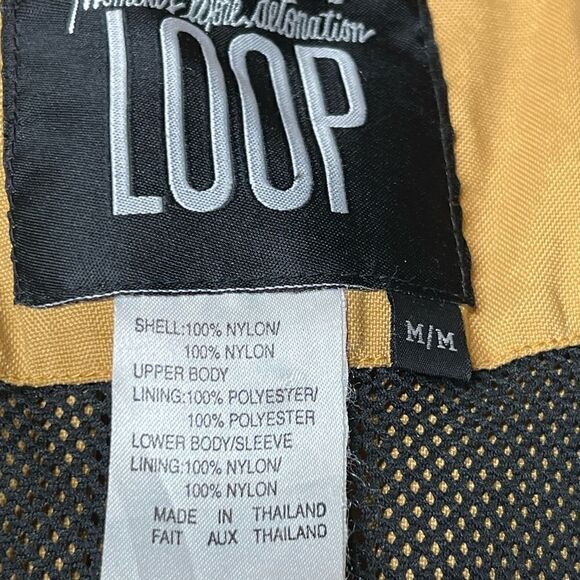 detonation
LOOP
M/M
SHELL:100% NYLON/
100% NYLON
UPPER BODY
LINING:100% POLYESTER/
100% POLYESTER
LOWER BODY/SLEEVE
LINING:100% NYLON/
100% NYLON
MADE IN THAILAND
FAIT AUX THAILAND